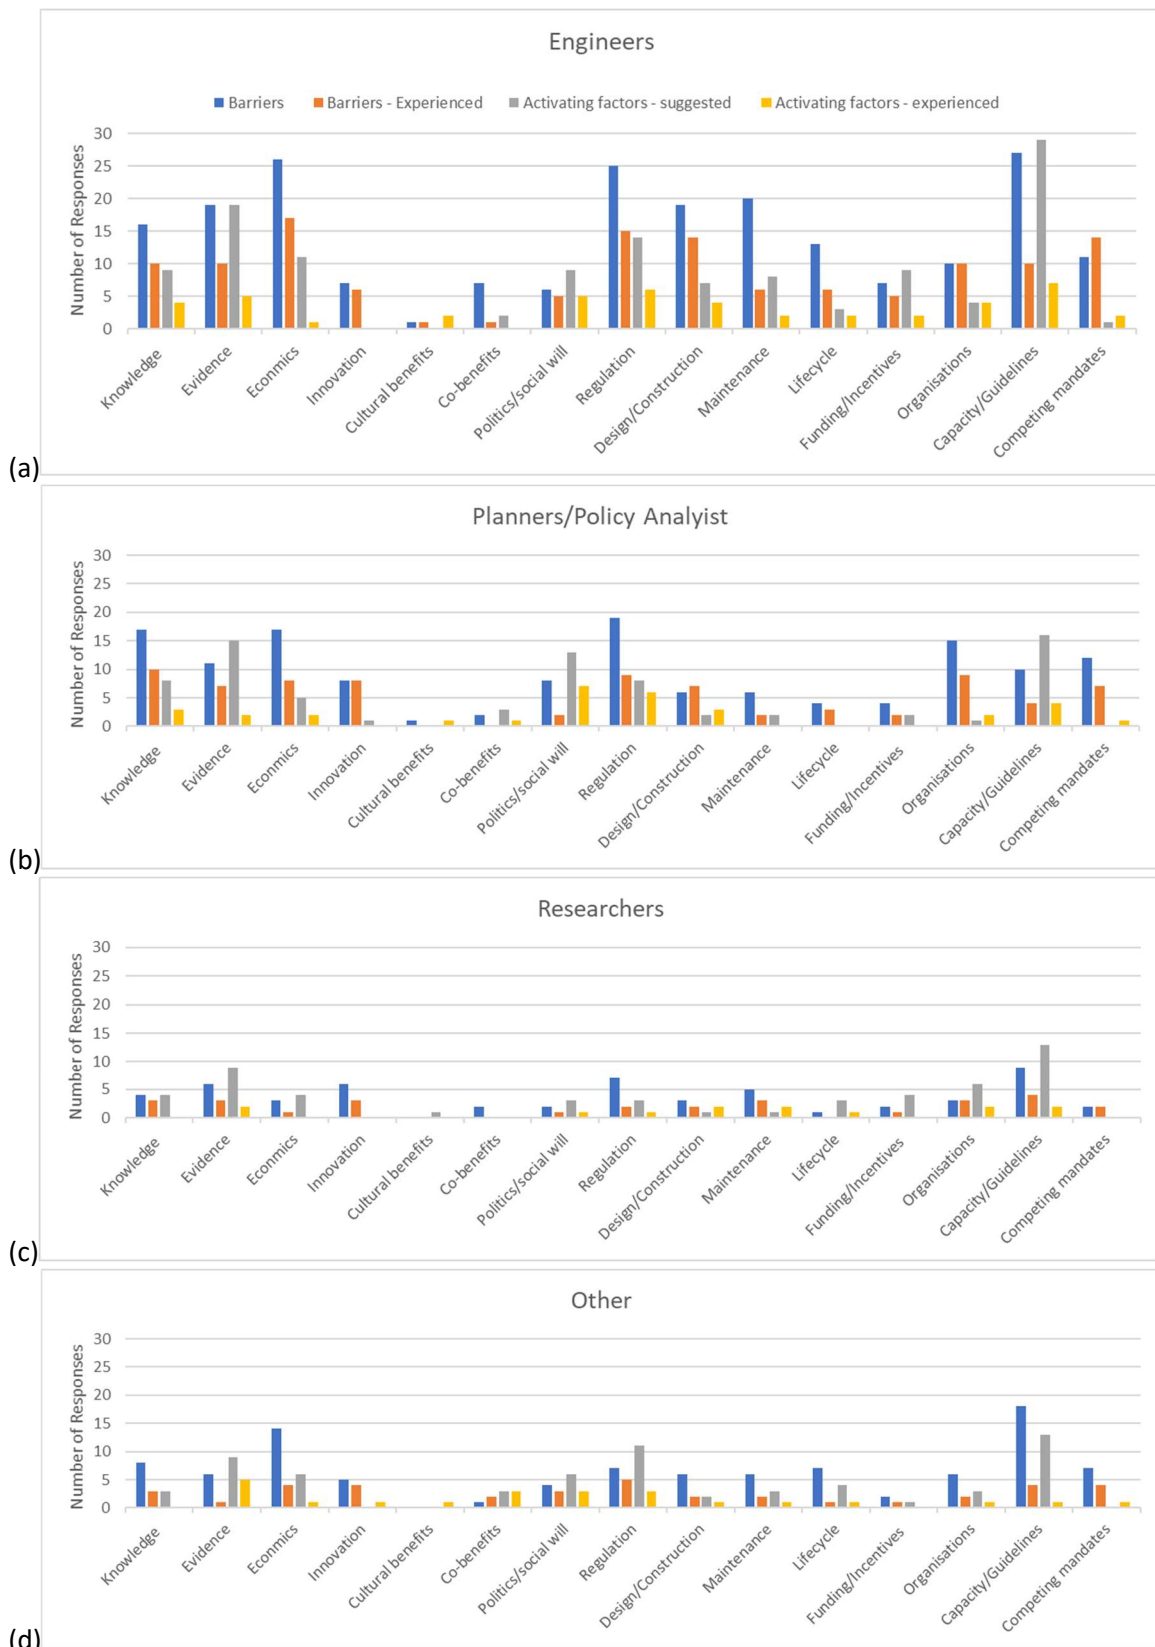 Engineers
Barriers Barriers - Experienced Activating factors - suggested Activating factors - experienced
Number of Responses
30
25
20
15
10
5
0
Knowledge
Evidence
Econmics
Innovation
Cultural benefits
Co-benefits
Politics/social will
Regulation
Design/Construction
Maintenance
Lifecycle
Funding/Incentives
Organisations
Capacity/Guidelines
Competing mandates
(a)
Planners/Policy Analyist
Number of Responses
30
25
20
15
10
5
0
Knowledge
Evidence
Econmics
Innovation
Cultural benefits
Co-benefits
Politics/social will
Regulation
Design/Construction
Maintenance
Lifecycle
Funding/Incentives
Organisations
Capacity/Guidelines
Competing mandates
(b)
Researchers
Number of Responses
30
25
20
15
10
5
0
Knowledge
Evidence
Econmics
Innovation
Cultural benefits
Co-benefits
Politics/social will
Regulation
Design/Construction
Maintenance
Lifecycle
Funding/Incentives
Organisations
Capacity/Guidelines
Competing mandates
(c)
Other
Number of Responses
30
25
20
15
10
5
0
Knowledge
Evidence
Econmics
Innovation
Cultural benefits
Co-benefits
Politics/social will
Regulation
Design/Construction
Maintenance
Lifecycle
Funding/Incentives
Organisations
Capacity/Guidelines
Competing mandates
(d)